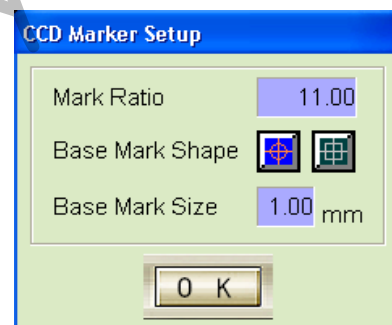 CCD Marker Setup
Mark Ratio 11.00
Base Mark Shape
Base Mark Size 1.00 mm
O K